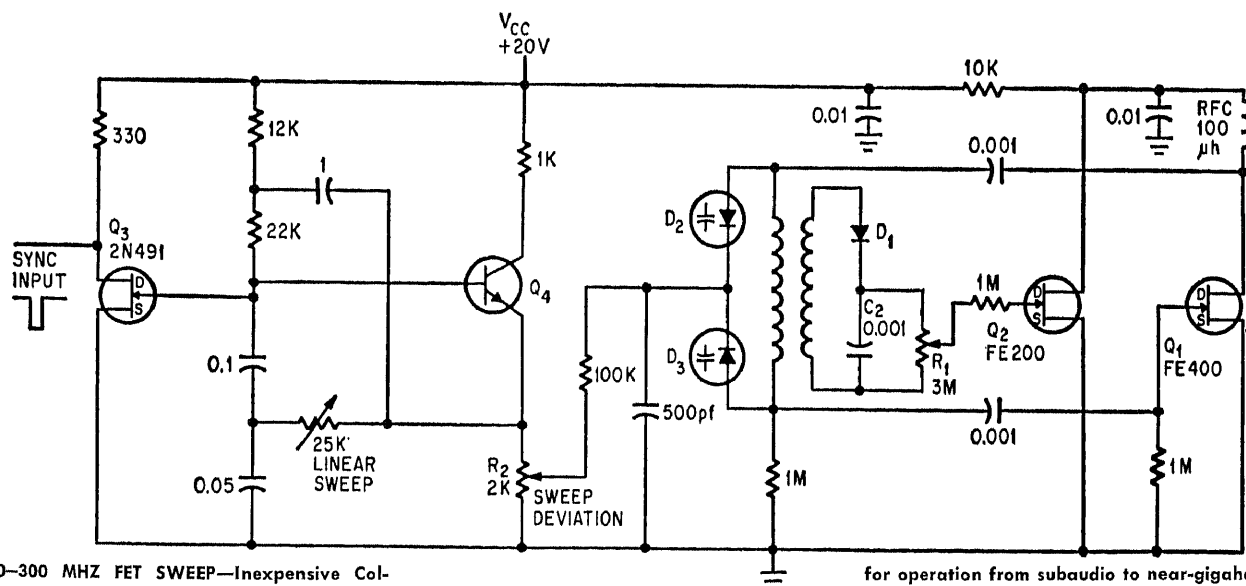 VCC
+20V
10K
330
12K
0.01
0.01
RFC
100
μh
0.001
1
1K
Q3
2N491
22K
D2
D1
SYNC
INPUT
D
S
Q4
1M
D
S
D
S
C2
0.001
Q2
FE200
Q1
FE400
0.1
D3
R1
3M
100K
500pf
25K
LINEAR
SWEEP
0.001
0.05
R2
2K
SWEEP
DEVIATION
1M
1M
0–300 MHZ FET SWEEP—Inexpensive Col-
for operation from subaudio to